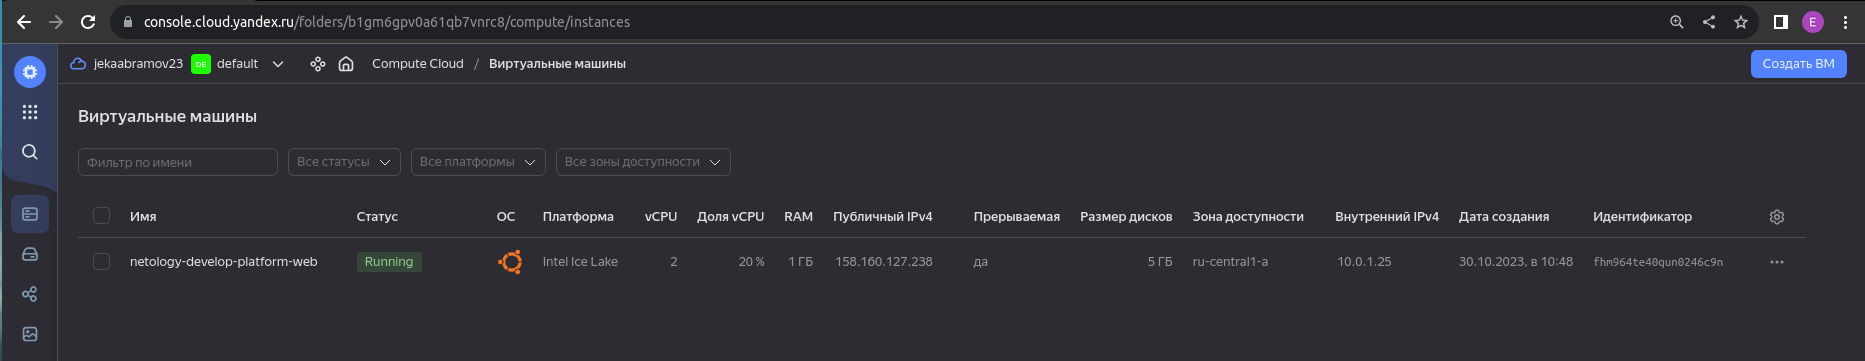 console.cloud.yandex.ru/folders/b1gm6gpv0a61qb7vnrc8/compute/instances
E
jekaabramov23 DE default Compute Cloud / Виртуальные машины Создать ВМ
Виртуальные машины
Фильтр по имени Все статусы Все платформы Все зоны доступности
Имя Статус ОС Платформа vCPU Доля vCPU RAM Публичный IPv4 Прерываемая Размер дисков Зона доступности Внутренний IPv4 Дата создания Идентификатор
netology-develop-platform-web Running Intel Ice Lake 2 20 % 1 ГБ 158.160.127.238 да 5 ГБ ru-central1-a 10.0.1.25 30.10.2023, в 10:48 fhm964te40qun0246c9n